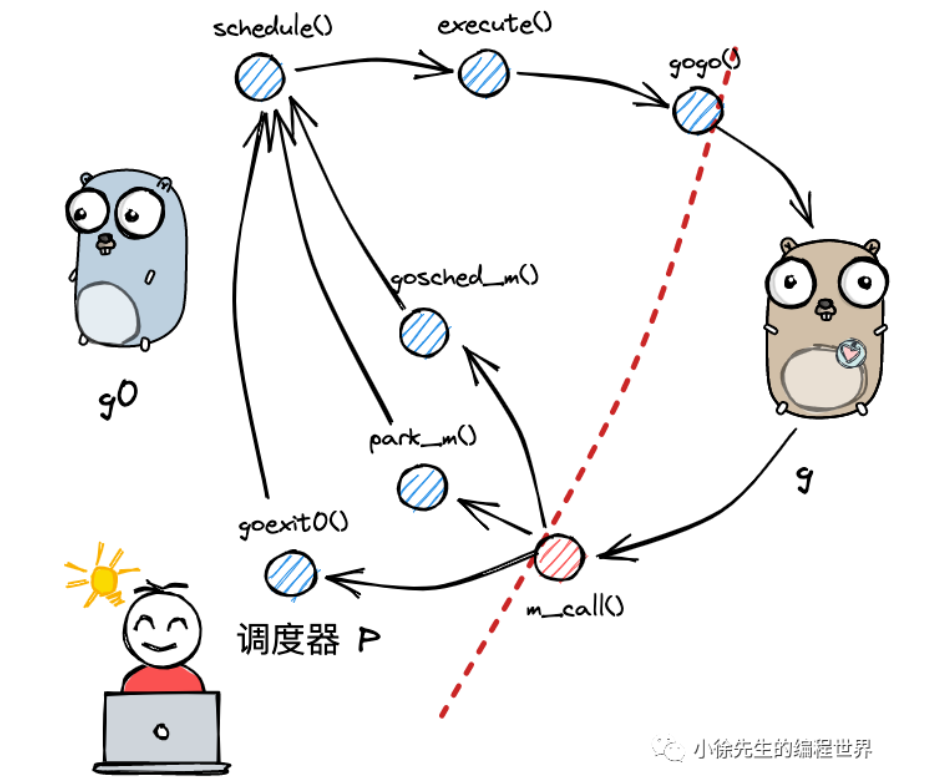 schedule()
execute()
gogo()
gosched_m()
g0
park_m()
g
goexit0()
m_call()
调度器 P
小徐先生的编程世界